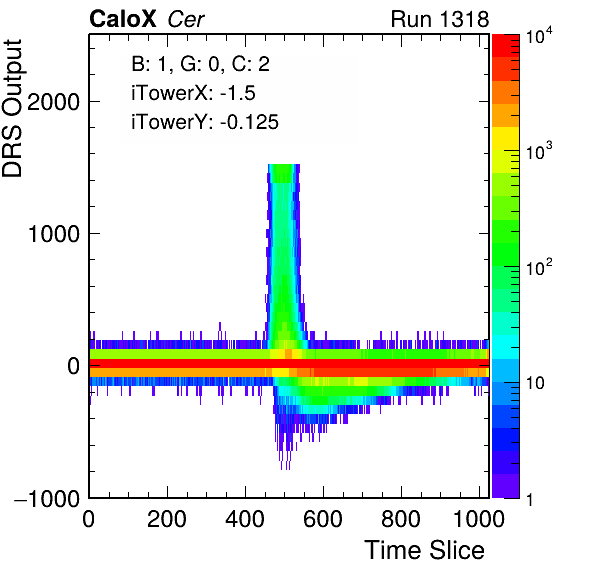 CaloX Cer Run 1318
B: 1, G: 0, C: 2
iTowerX: -1.5
iTowerY: -0.125
DRS Output
2000
1000
0
−1000
0 200 400 600 800 1000
Time Slice
10^4
10^3
10^2
10
1